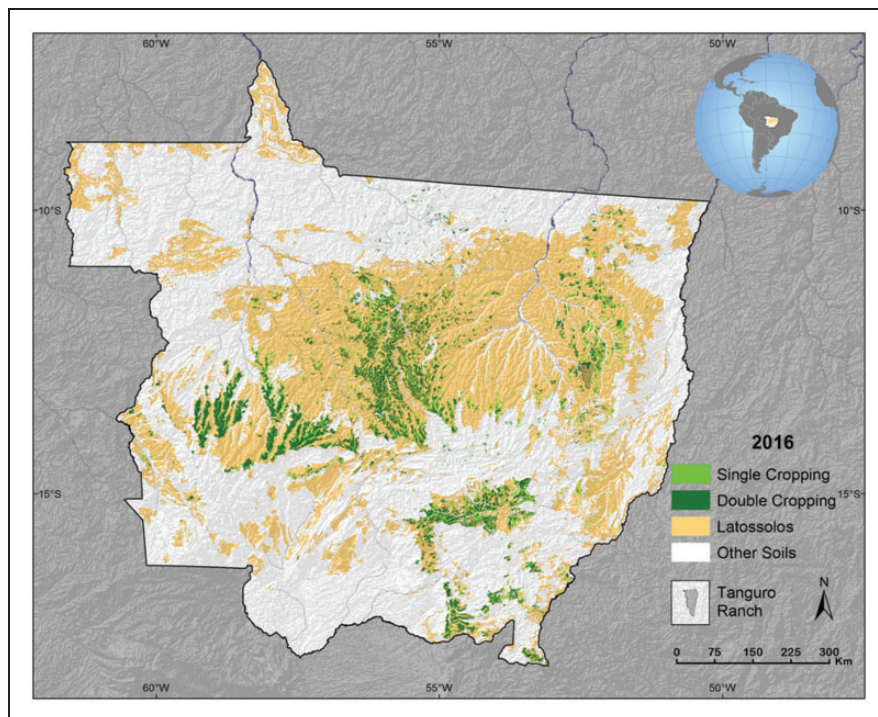 60°W 55°W 50°W
10°S 10°S
2016
Single Cropping
Double Cropping
15°S 15°S
Latossolos
Other Soils
Tanguro
Ranch
N
0 75 150 225 300
Km
60°W 55°W 50°W